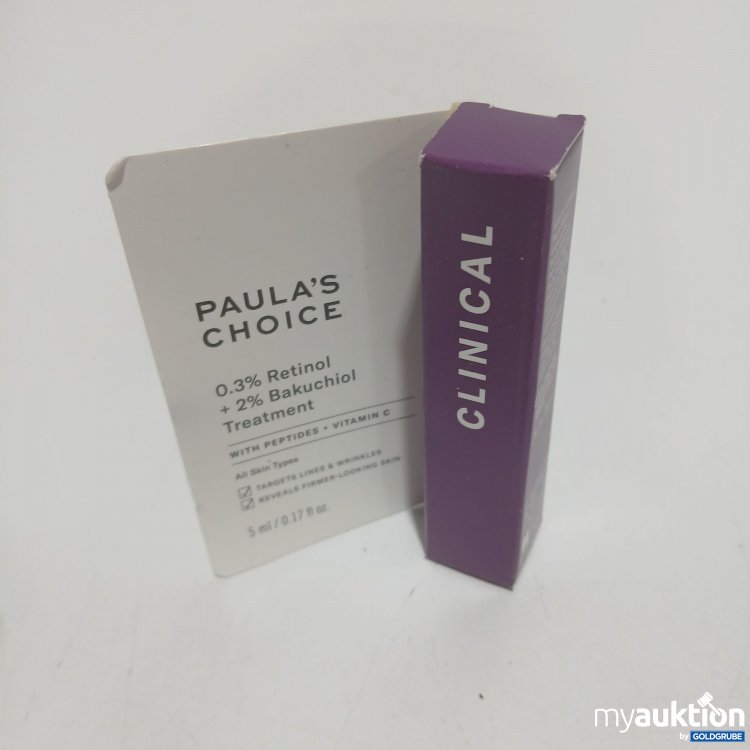 PAULA'S
CHOICE
0.3% Retinol
+ 2% Bakuchiol
Treatment
WITH PEPTIDES + VITAMIN C
All Skin Types
TARGETS LINES & WRINKLES
REVEALS FIRMER-LOOKING SKIN
5 ml / 0.17 fl oz.
CLINICAL
myauktion
by GOLDGRUBE